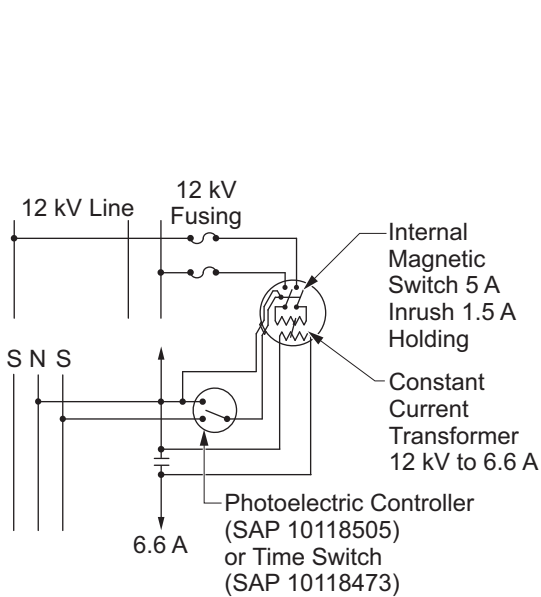 12 kV Line
12 kV
Fusing
Internal
Magnetic
Switch 5 A
Inrush 1.5 A
Holding
S N S
Constant
Current
Transformer
12 kV to 6.6 A
Photoelectric Controller
(SAP 10118505)
or Time Switch
(SAP 10118473)
6.6 A